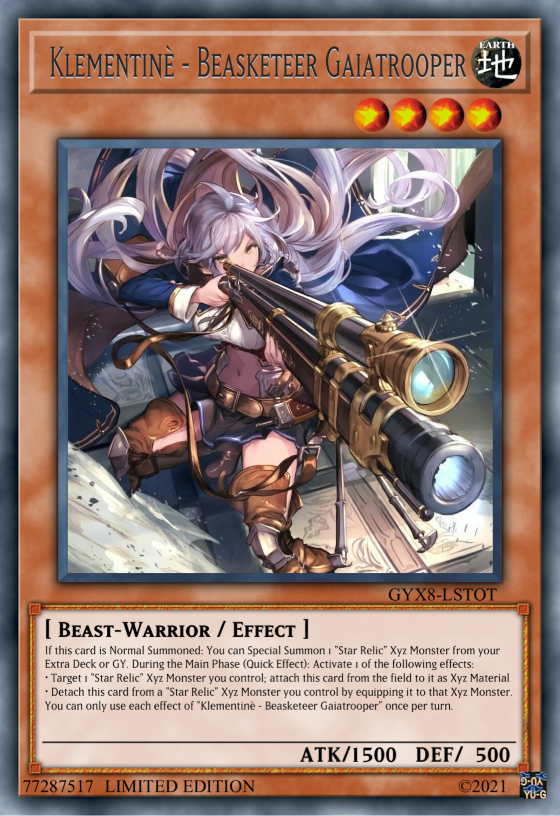 Klementinè - Beasketeer Gaiatrooper
EARTH
地
GYX8-LSTOT
[ Beast-Warrior / Effect ]
If this card is Normal Summoned: You can Special Summon 1 "Star Relic" Xyz Monster from your
Extra Deck or GY. During the Main Phase (Quick Effect): Activate 1 of the following effects:
• Target 1 "Star Relic" Xyz Monster you control; attach this card from the field to it as Xyz Material
• Detach this card from a "Star Relic" Xyz Monster you control by equipping it to that Xyz Monster.
You can only use each effect of "Klementinè - Beasketeer Gaiatrooper" once per turn.
ATK/1500 DEF/ 500
77287517 LIMITED EDITION ©2021
YU-G